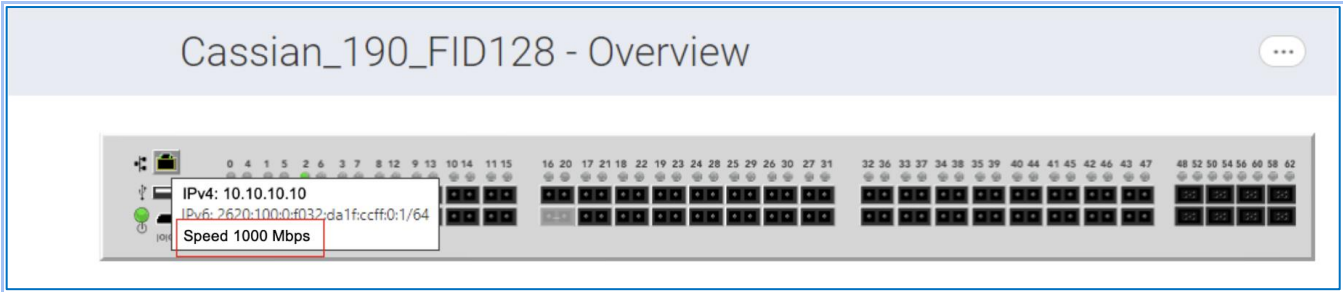 Cassian_190_FID128 - Overview
0 4 1 5 2 6 3 7 8 12 9 13 10 14 11 15 16 20 17 21 18 22 19 23 24 28 25 29 26 30 27 31 32 36 33 37 34 38 35 39 40 44 41 45 42 46 43 47 48 52 50 54 56 60 58 62
IPv4: 10.10.10.10
IPv6: 2620:100:0:f032:da1f:ccff:0:1/64
Speed 1000 Mbps